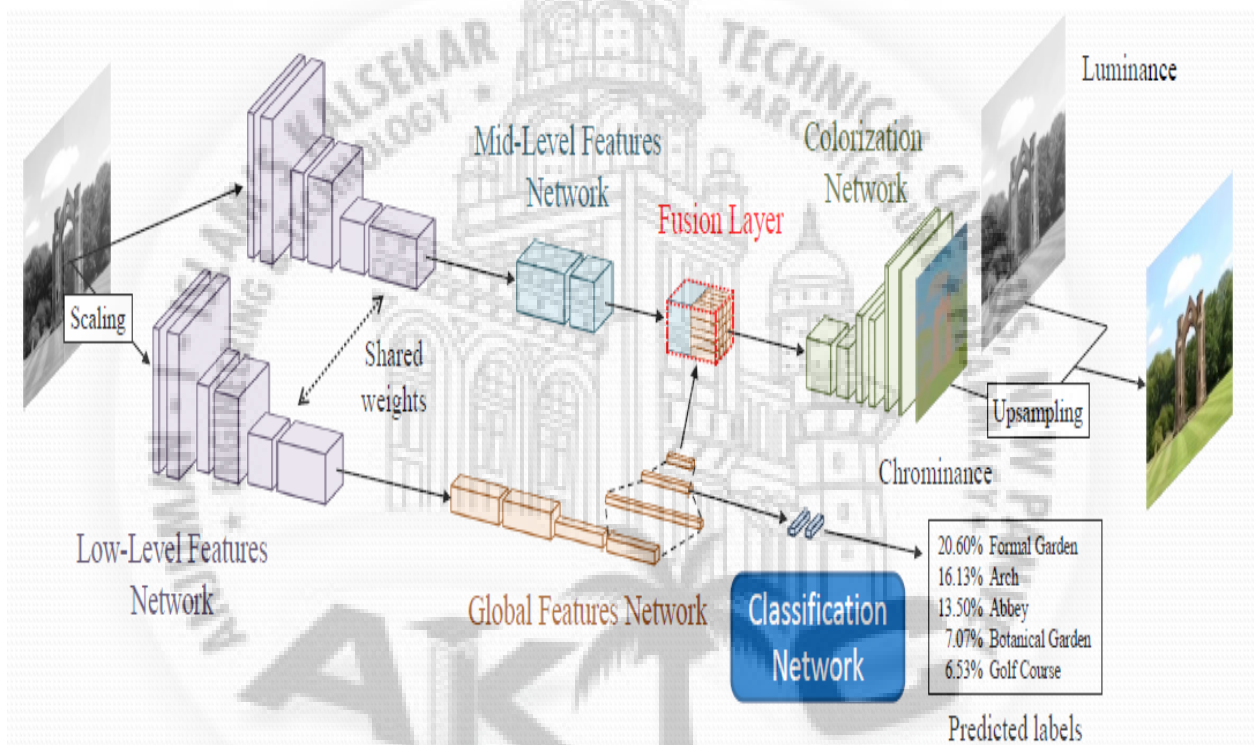 KALSEKAR
TECHNICAL
Luminance
Mid-Level Features
Network
Colorization
Network
Fusion Layer
Scaling
Shared
weights
Upsampling
Chrominance
Low-Level Features
Network
Global Features Network
Classification
Network
20.60% Formal Garden
16.13% Arch
13.50% Abbey
7.07% Botanical Garden
6.53% Golf Course
Predicted labels